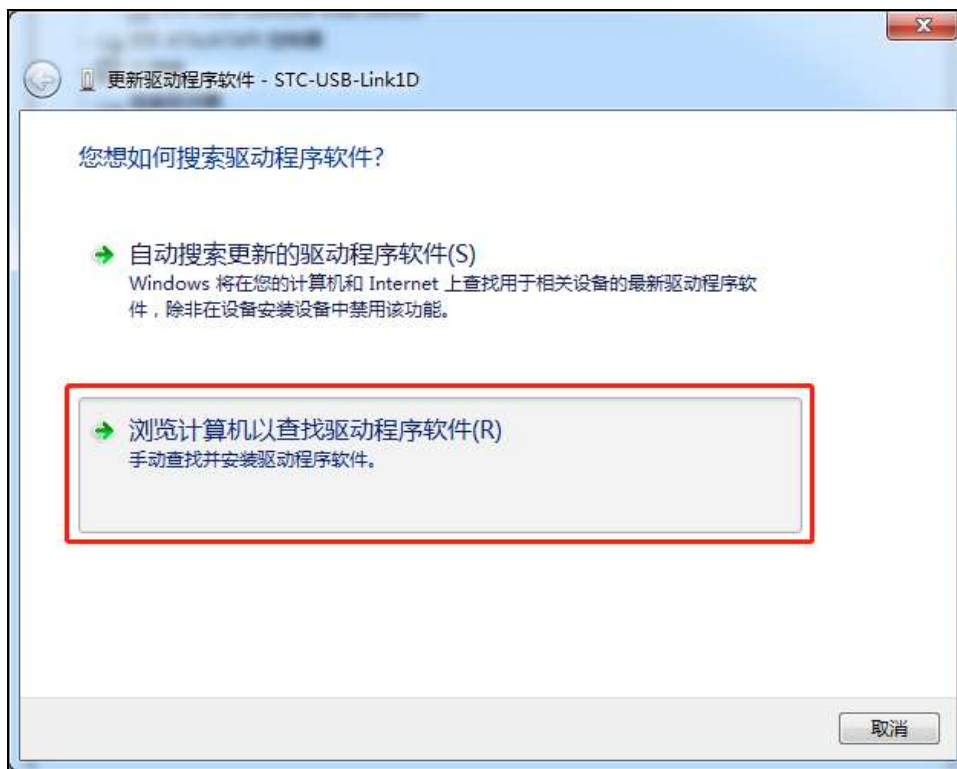 更新驱动程序软件 - STC-USB-Link1D
您想如何搜索驱动程序软件?
自动搜索更新的驱动程序软件(S)
Windows 将在您的计算机和 Internet 上查找用于相关设备的最新驱动程序软
件，除非在设备安装设备中禁用该功能。
浏览计算机以查找驱动程序软件(R)
手动查找并安装驱动程序软件。
取消